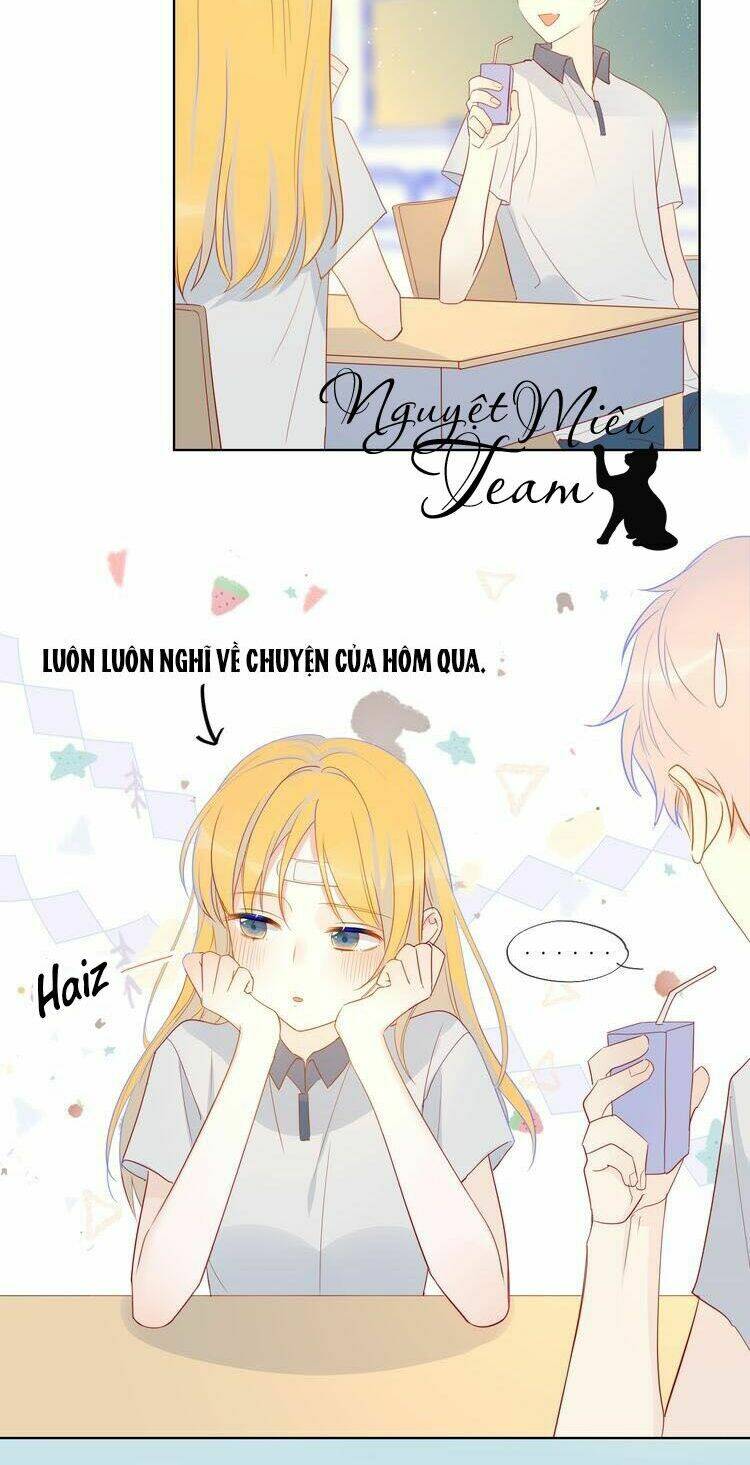 Nguyệt Miêu
Team
LUÔN LUÔN NGHĨ VỀ CHUYỆN CỦA HÔM QUA.
Haiz
......